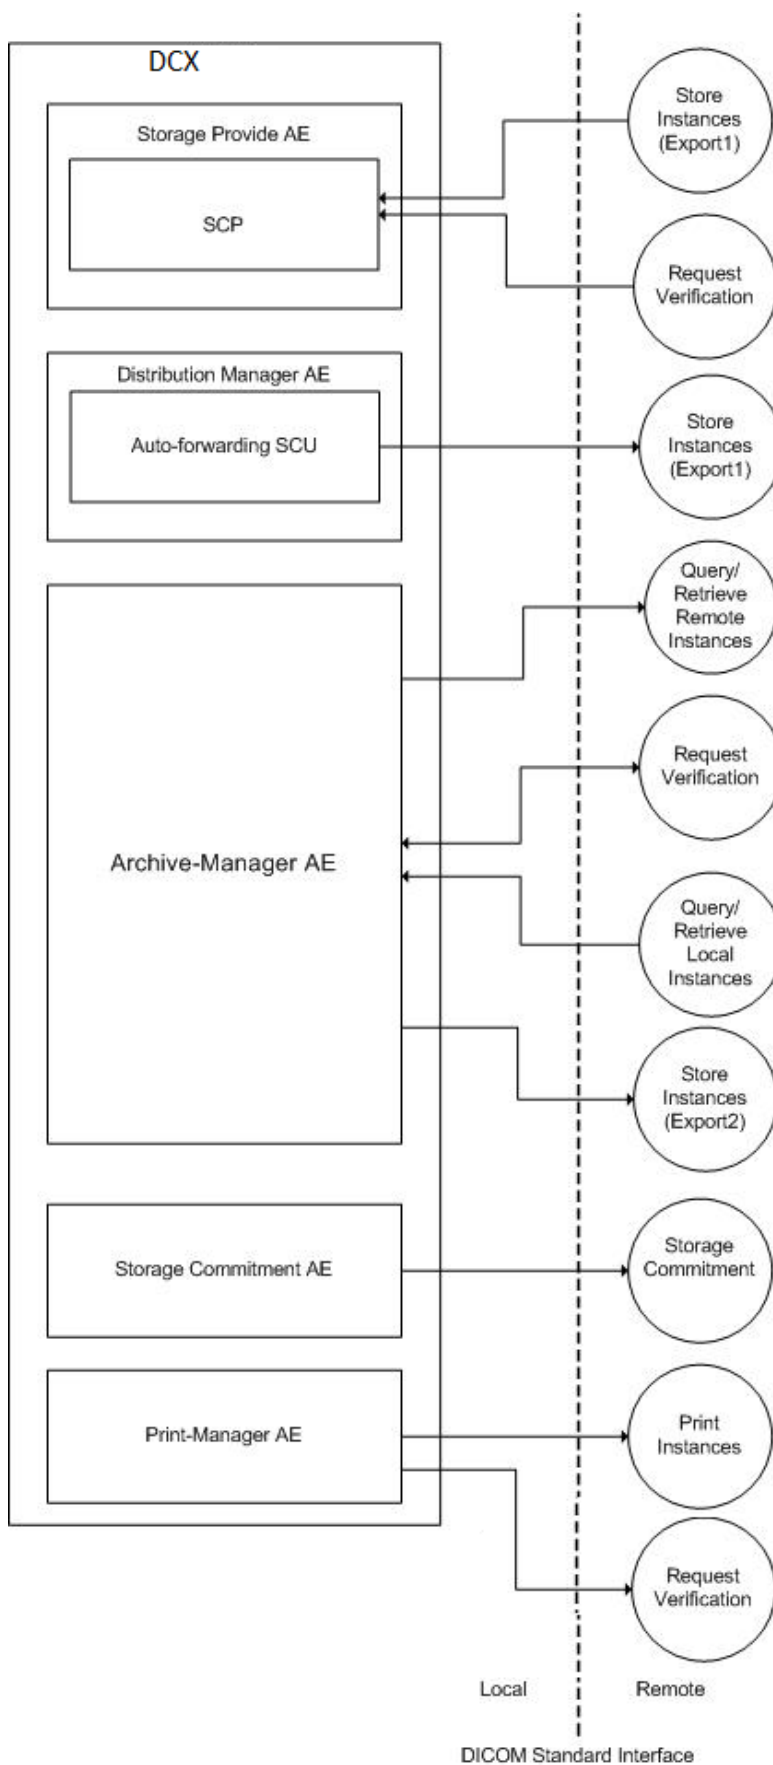 DCX
Storage Provide AE
SCP
Store
Instances
(Export1)
Request
Verification
Distribution Manager AE
Auto-forwarding SCU
Store
Instances
(Export1)
Archive-Manager AE
Query/
Retrieve
Remote
Instances
Request
Verification
Query/
Retrieve
Local
Instances
Store
Instances
(Export2)
Storage Commitment AE
Storage
Commitment
Print-Manager AE
Print
Instances
Request
Verification
Local
Remote
DICOM Standard Interface